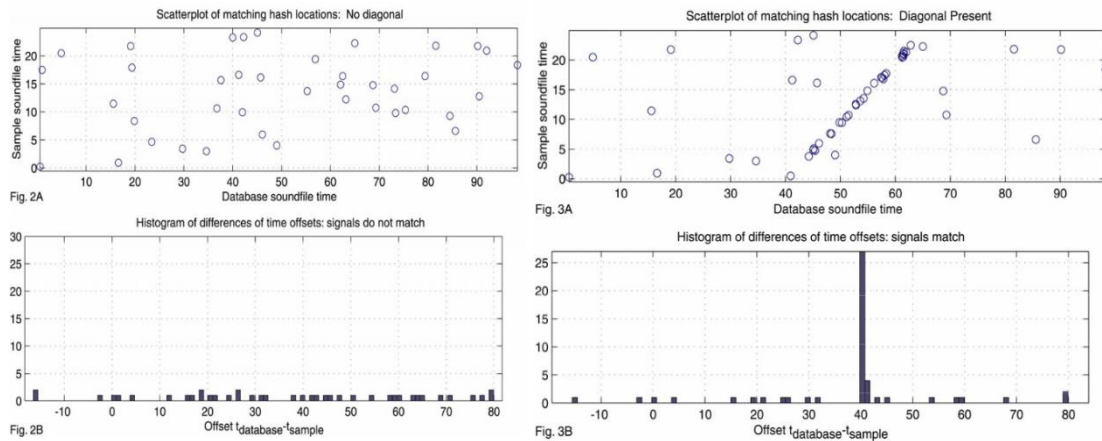 Scatterplot of matching hash locations: No diagonal
Sample soundfile time
20
15
10
5
0
10 20 30 40 50 60 70 80 90
Database soundfile time
Fig. 2A
Scatterplot of matching hash locations: Diagonal Present
Sample soundfile time
20
15
10
5
0
10 20 30 40 50 60 70 80 90
Database soundfile time
Fig. 3A
Histogram of differences of time offsets: signals do not match
30
25
20
15
10
5
0
-10 0 10 20 30 40 50 60 70 80
Offset tdatabase-tsample
Fig. 2B
Histogram of differences of time offsets: signals match
25
20
15
10
5
0
-10 0 10 20 30 40 50 60 70 80
Offset tdatabase-tsample
Fig. 3B